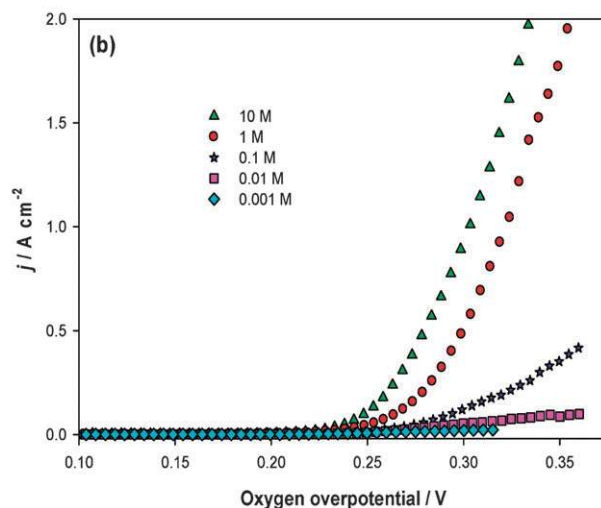 (b)
2.0
1.5
1.0
0.5
0.0
j / A cm-2
10 M
1 M
0.1 M
0.01 M
0.001 M
0.10 0.15 0.20 0.25 0.30 0.35
Oxygen overpotential / V